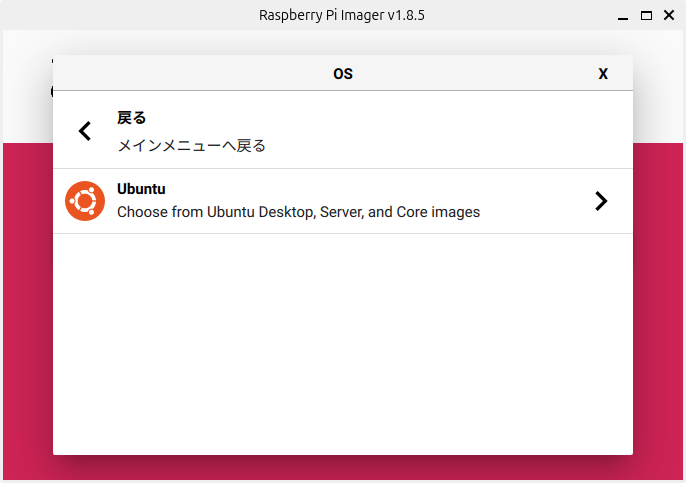 Raspberry Pi Imager v1.8.5
OS
X
戻る
メインメニューへ戻る
Ubuntu
Choose from Ubuntu Desktop, Server, and Core images